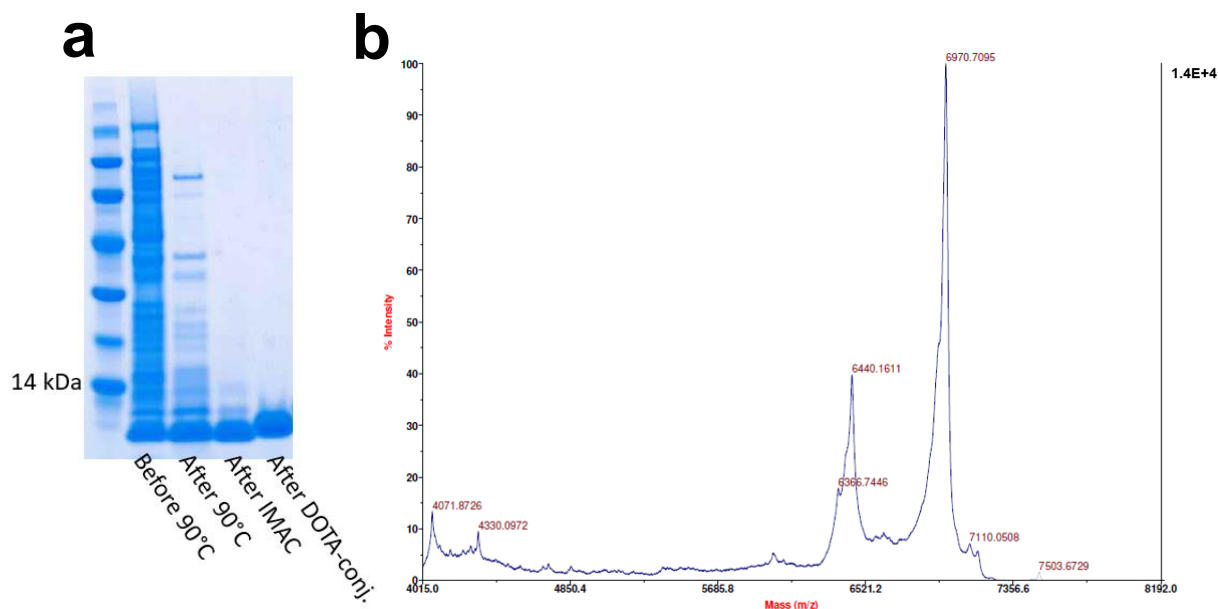 a
14 kDa
Before 90°C
After 90°C
After IMAC
After DOTA-conj.
b
1.4E+4
% Intensity
100
90
80
70
60
50
40
30
20
10
0
6970.7095
6440.1611
6366.7446
4071.8726
4330.0972
7110.0508
7503.6729
4015.0 4850.4 5685.8 6521.2 7356.6 8192.0
Mass (m/z)